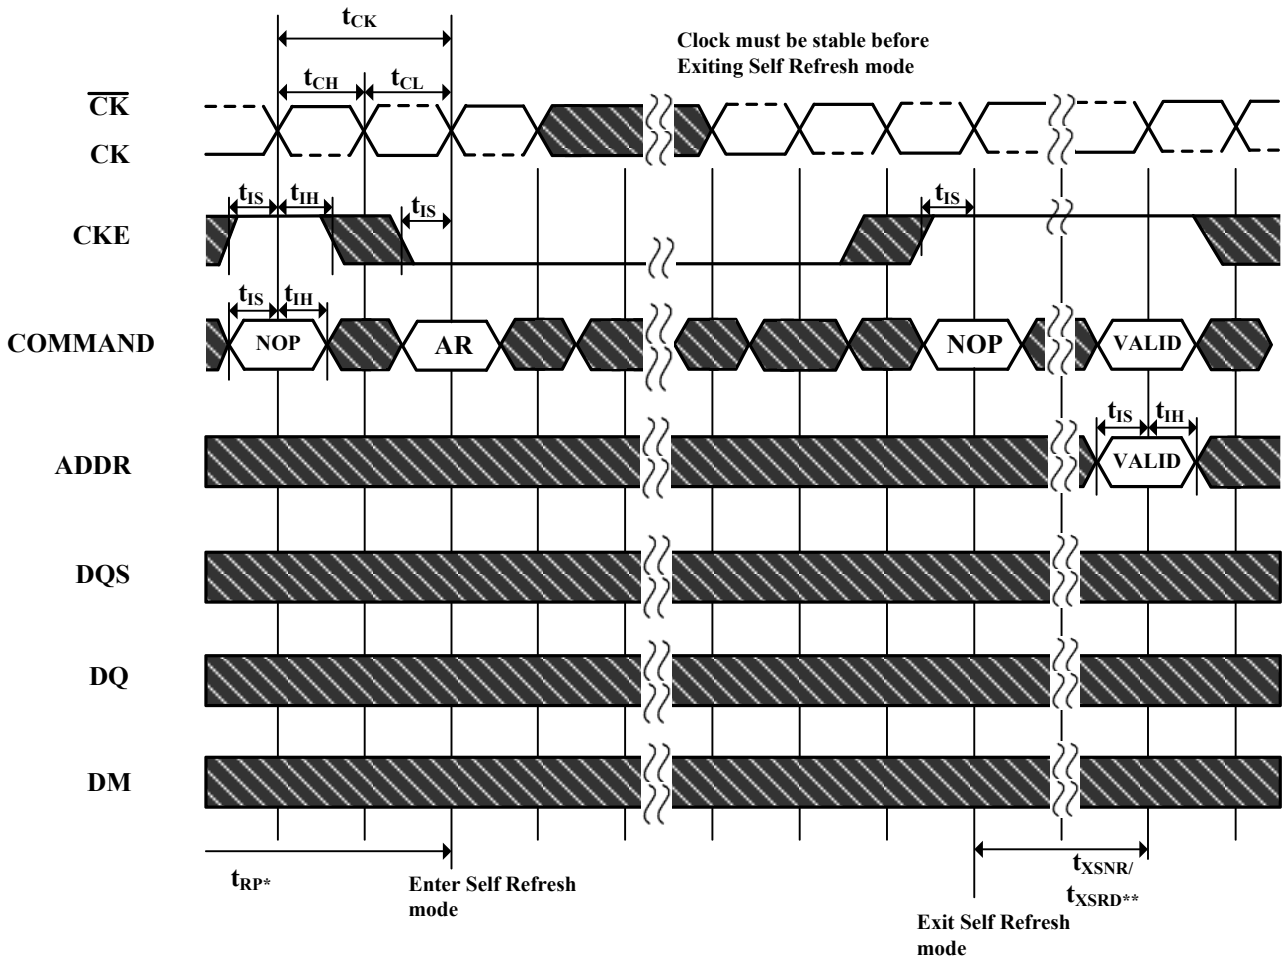 tCK
Clock must be stable before
Exiting Self Refresh mode
tCH
tCL
CK
CK
tIS
tIH
tIS
tIS
CKE
tIS
tIH
COMMAND
NOP
AR
NOP
VALID
tIS
tIH
ADDR
VALID
DQS
DQ
DM
tRP*
Enter Self Refresh
mode
tXSNR/
tXSRD**
Exit Self Refresh
mode